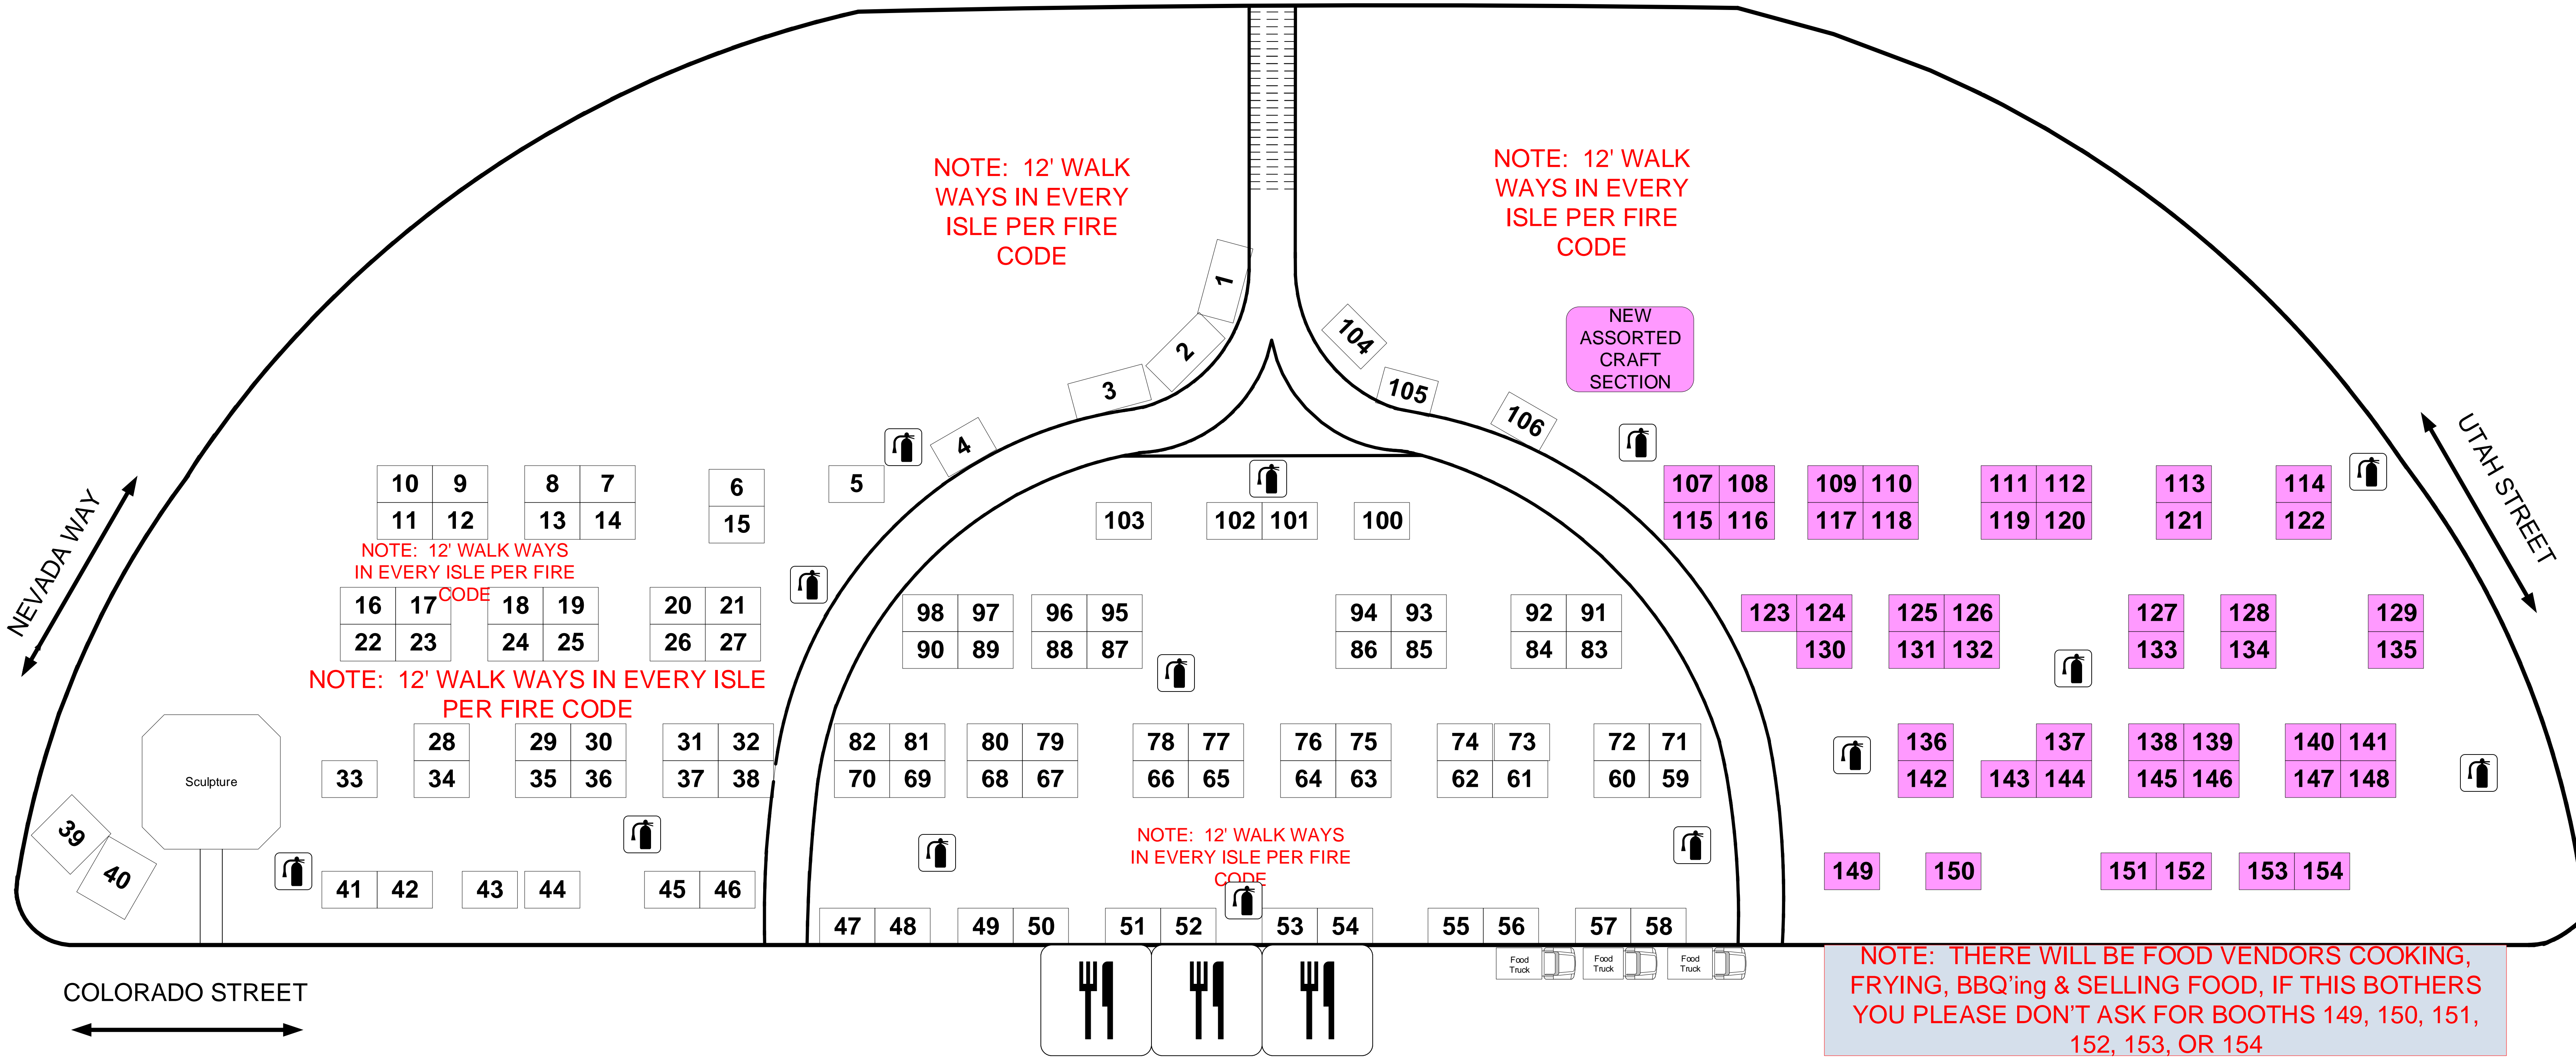 NOTE: 12' WALK
WAYS IN EVERY
ISLE PER FIRE
CODE
NOTE: 12' WALK
WAYS IN EVERY
ISLE PER FIRE
CODE
1
2
3
4
104
105
106
NEW
ASSORTED
CRAFT
SECTION
NEVADA WAY
UTAH STREET
10 9 8 7 6 5
11 12 13 14 15
103 102 101 100
107 108 109 110 111 112 113 114
115 116 117 118 119 120 121 122
NOTE: 12' WALK WAYS
IN EVERY ISLE PER FIRE
CODE
16 17 18 19 20 21
22 23 24 25 26 27
98 97 96 95 94 93 92 91
90 89 88 87 86 85 84 83
123 124 125 126 127 128 129
130 131 132 133 134 135
NOTE: 12' WALK WAYS IN EVERY ISLE
PER FIRE CODE
Sculpture
28 29 30 31 32
33 34 35 36 37 38
82 81 80 79 78 77 76 75 74 73 72 71
70 69 68 67 66 65 64 63 62 61 60 59
136 137 138 139 140 141
142 143 144 145 146 147 148
39
40
41 42 43 44 45 46
NOTE: 12' WALK WAYS
IN EVERY ISLE PER FIRE
CODE
149 150 151 152 153 154
47 48 49 50 51 52 53 54 55 56 57 58
Food
Truck
Food
Truck
Food
Truck
COLORADO STREET
NOTE: THERE WILL BE FOOD VENDORS COOKING,
FRYING, BBQ'ing & SELLING FOOD, IF THIS BOTHERS
YOU PLEASE DON'T ASK FOR BOOTHS 149, 150, 151,
152, 153, OR 154